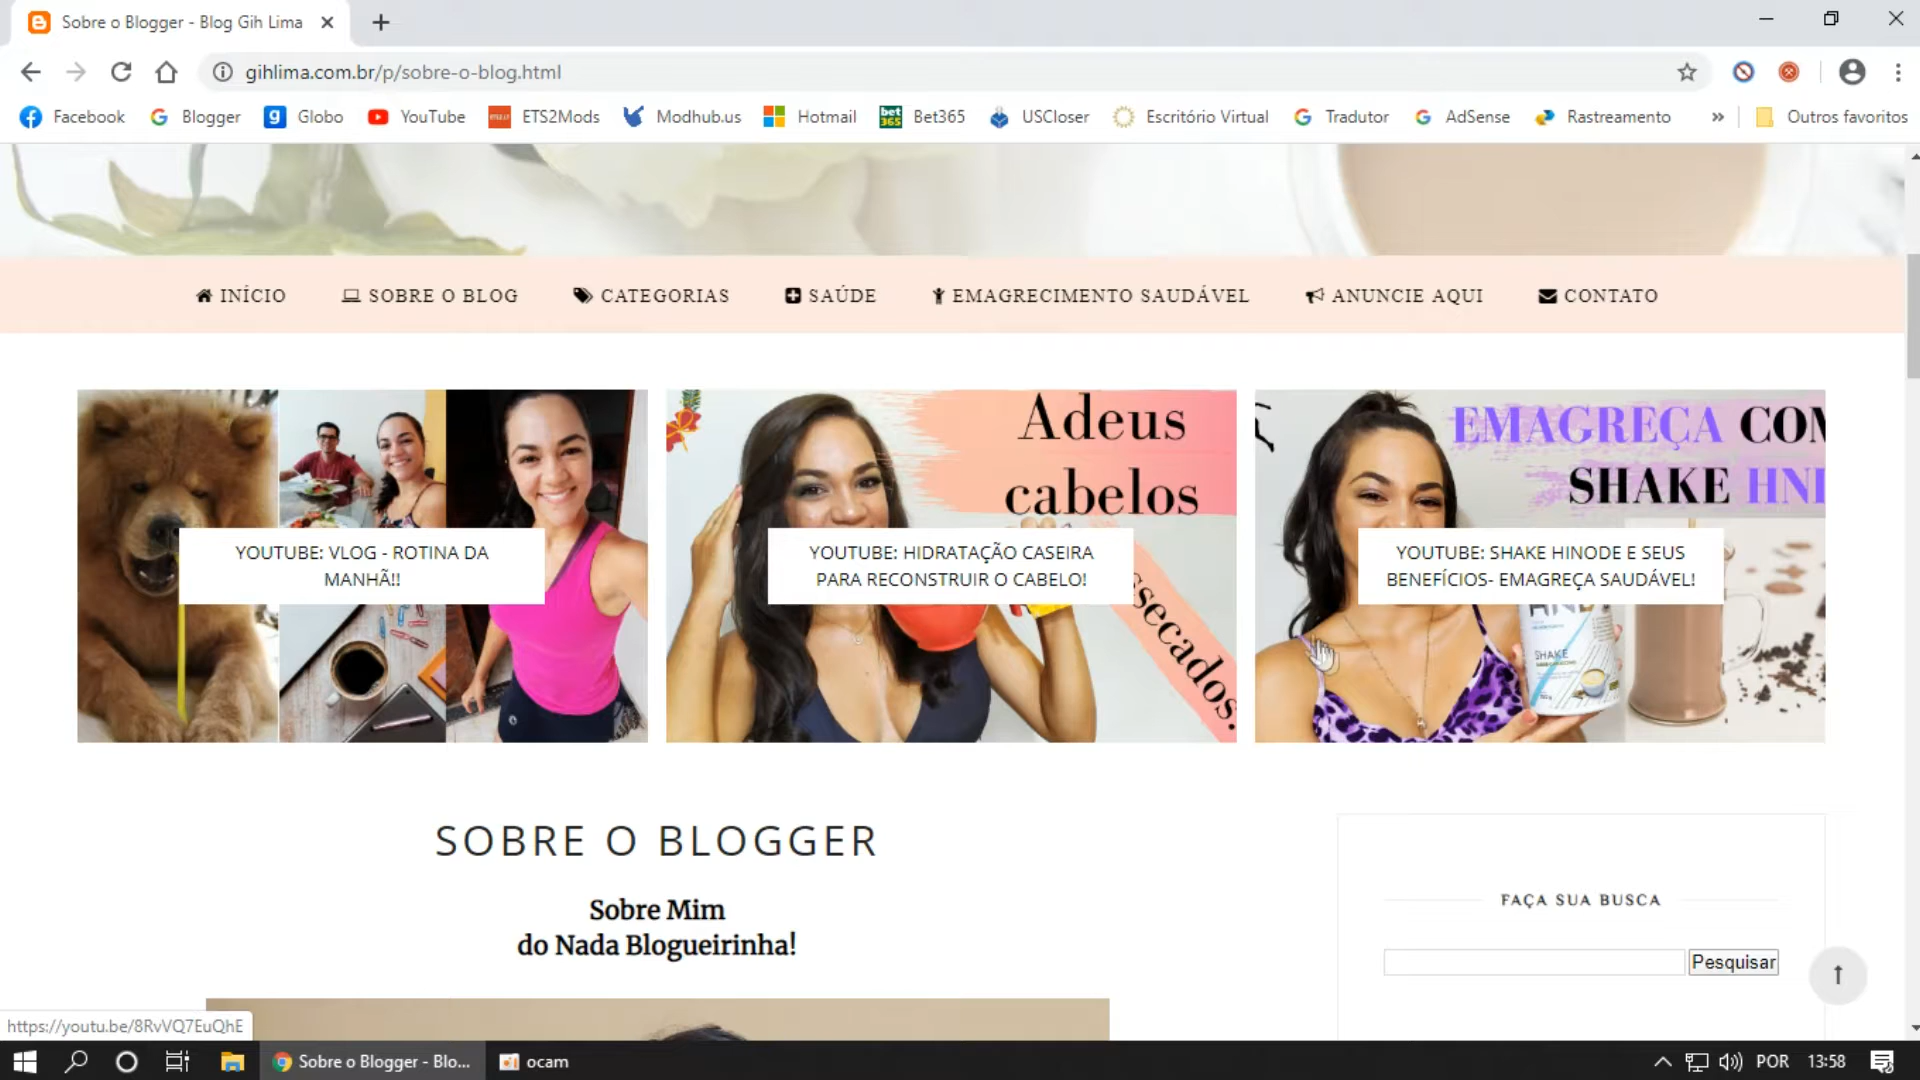 Sobre o Blogger - Blog Gih Lima
gihlima.com.br/p/sobre-o-blog.html
Facebook Blogger Globo YouTube ETS2Mods Modhub.us Hotmail bet365 Bet365 USCloser Escritório Virtual Tradutor AdSense Rastreamento » Outros favoritos
INÍCIO SOBRE O BLOG CATEGORIAS SAÚDE EMAGRECIMENTO SAUDÁVEL ANUNCIE AQUI CONTATO
YOUTUBE: VLOG - ROTINA DA
MANHÃ!!
Adeus
cabelos
ssecados.
YOUTUBE: HIDRATAÇÃO CASEIRA
PARA RECONSTRUIR O CABELO!
EMAGREÇA COM
SHAKE HND
YOUTUBE: SHAKE HINODE E SEUS
BENEFÍCIOS- EMAGREÇA SAUDÁVEL!
SHAKE
SOBRE O BLOGGER
Sobre Mim
do Nada Blogueirinha!
FAÇA SUA BUSCA
Pesquisar
https://youtu.be/8RvVQ7EuQhE
Sobre o Blogger - Blo...
ocam
POR 13:58